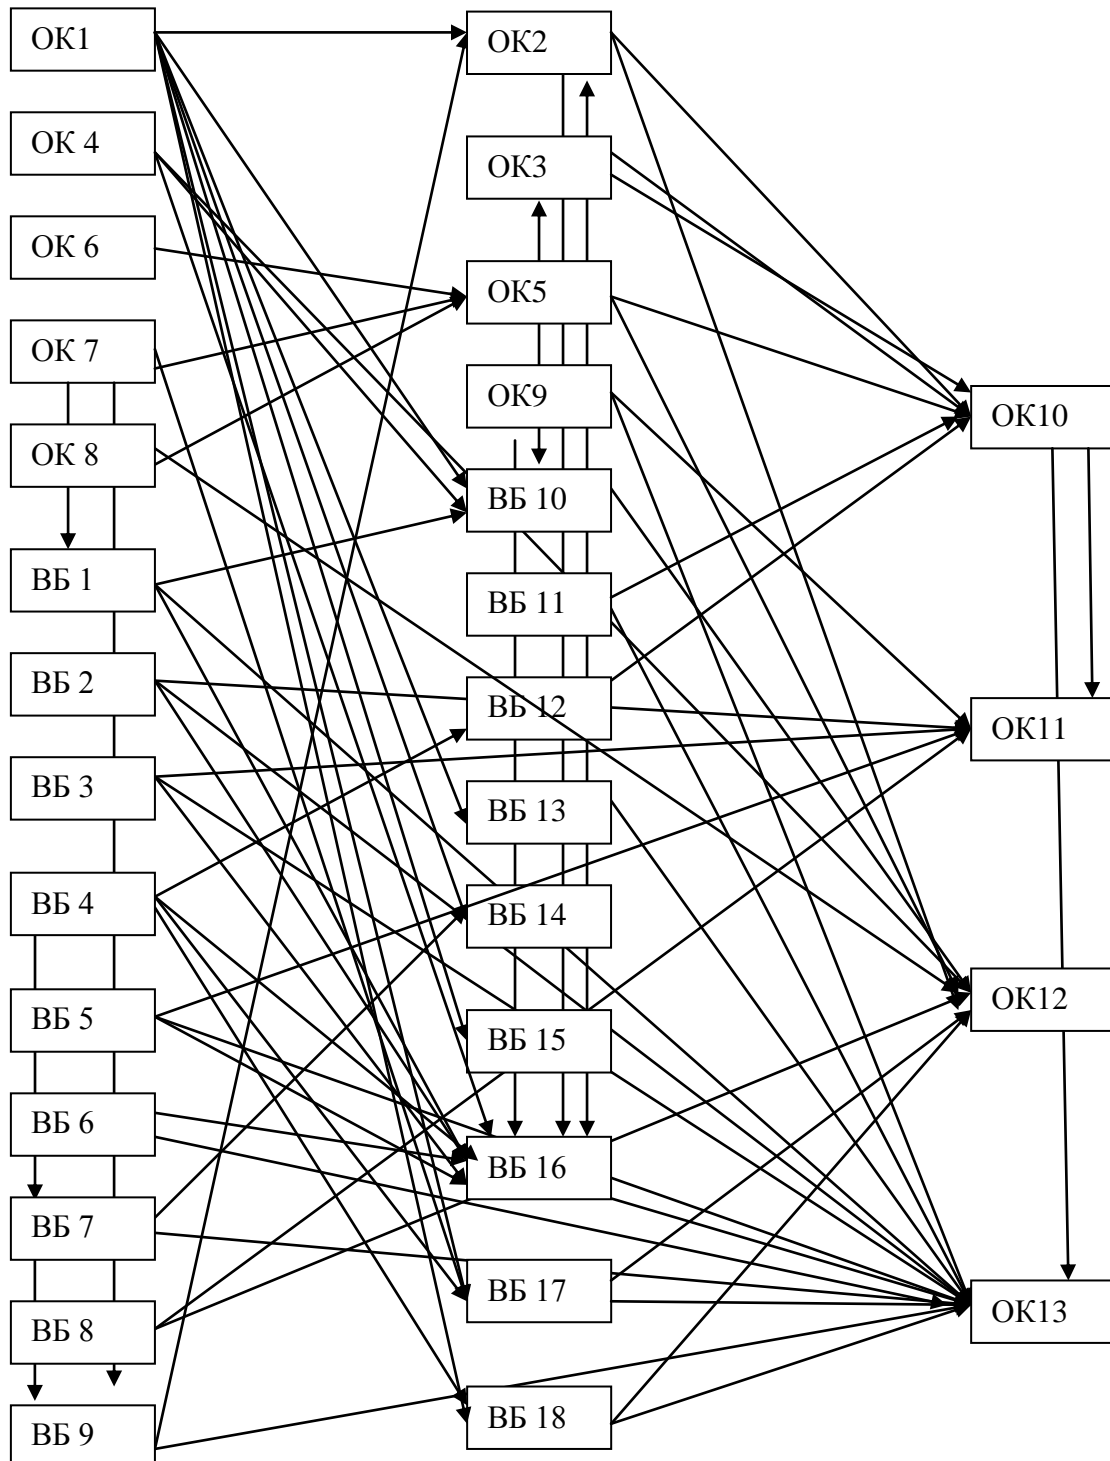 ОК1
ОК 4
ОК 6
ОК 7
ОК 8
ВБ 1
ВБ 2
ВБ 3
ВБ 4
ВБ 5
ВБ 6
ВБ 7
ВБ 8
ВБ 9
ОК2
ОК3
ОК5
ОК9
ВБ 10
ВБ 11
ВБ 12
ВБ 13
ВБ 14
ВБ 15
ВБ 16
ВБ 17
ВБ 18
ОК10
ОК11
ОК12
ОК13